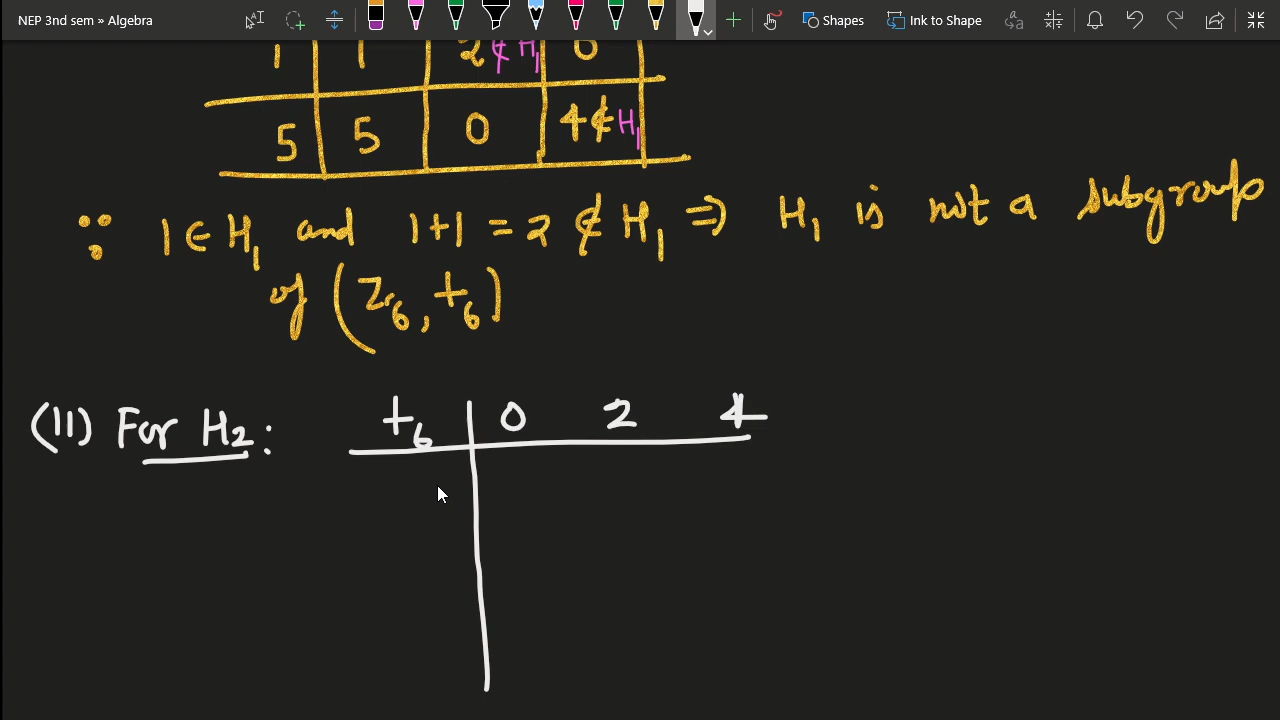 NEP 3nd sem » Algebra
Shapes Ink to Shape
1 1 2 ∉ H₁ 0
5 5 0 4 ∉ H₁
∵ 1 ∈ H₁ and 1+1 = 2 ∉ H₁ ⇒ H₁ is not a subgroup
of (Z₆, +₆)
(II) For H₂: +₆ 0 2 4